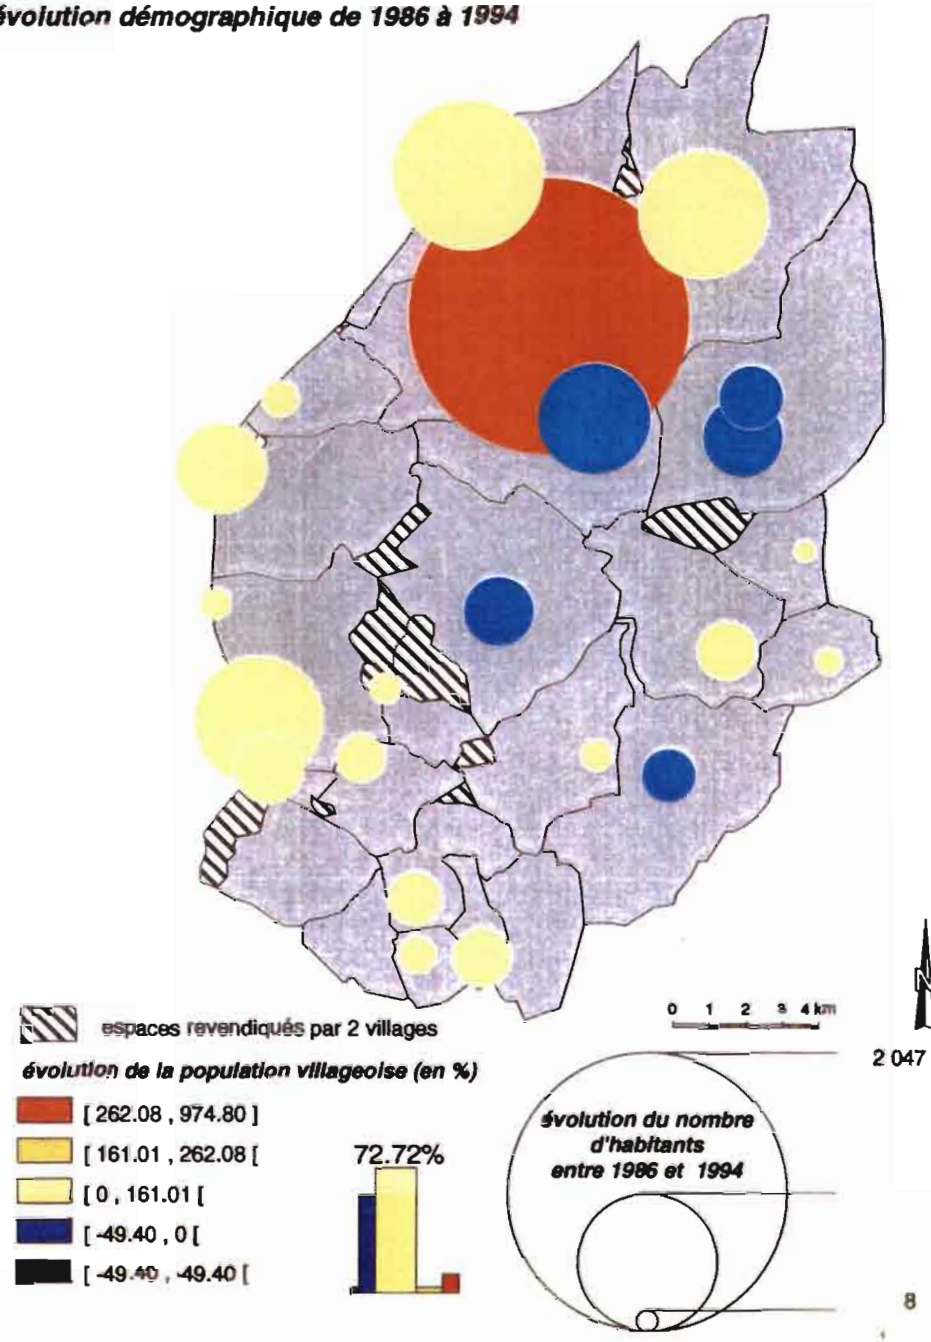 évolution démographique de 1986 à 1994
N
espaces revendiqués par 2 villages
0 1 2 3 4 km
évolution de la population villageoise (en %)
[ 262.08 , 974.80 ]
[ 161.01 , 262.08 [
[ 0 , 161.01 [
[ -49.40 , 0 [
[ -49.40 , -49.40 [
72.72%
2 047
évolution du nombre
d'habitants
entre 1986 et 1994
8